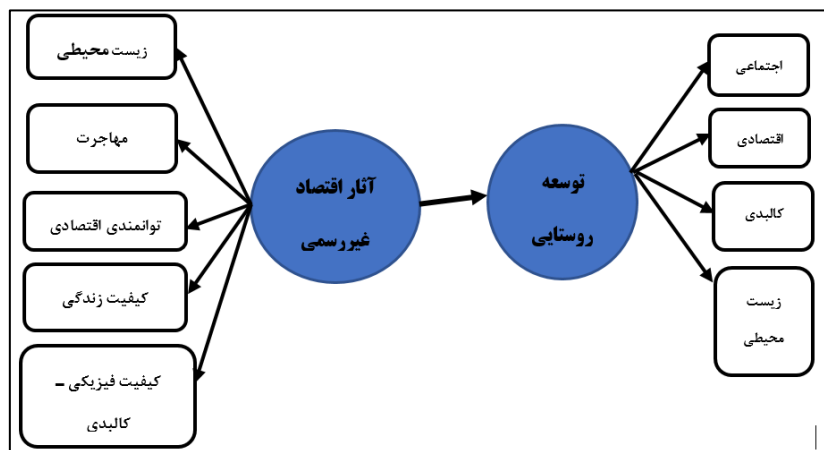 زیست محیطی
مهاجرت
توانمندی اقتصادی
کیفیت زندگی
کیفیت فیزیکی –
کالبدی
آثار اقتصاد
غیررسمی
توسعه
روستایی
اجتماعی
اقتصادی
کالبدی
زیست
محیطی